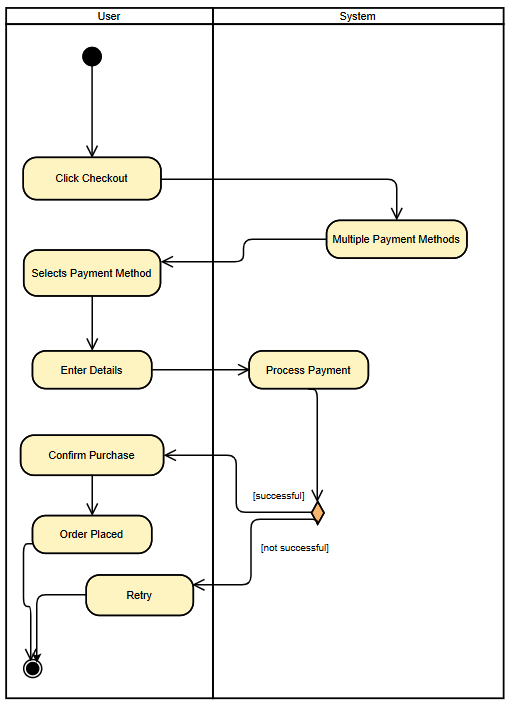 User
System
Click Checkout
Multiple Payment Methods
Selects Payment Method
Enter Details
Process Payment
Confirm Purchase
[successful]
Order Placed
[not successful]
Retry